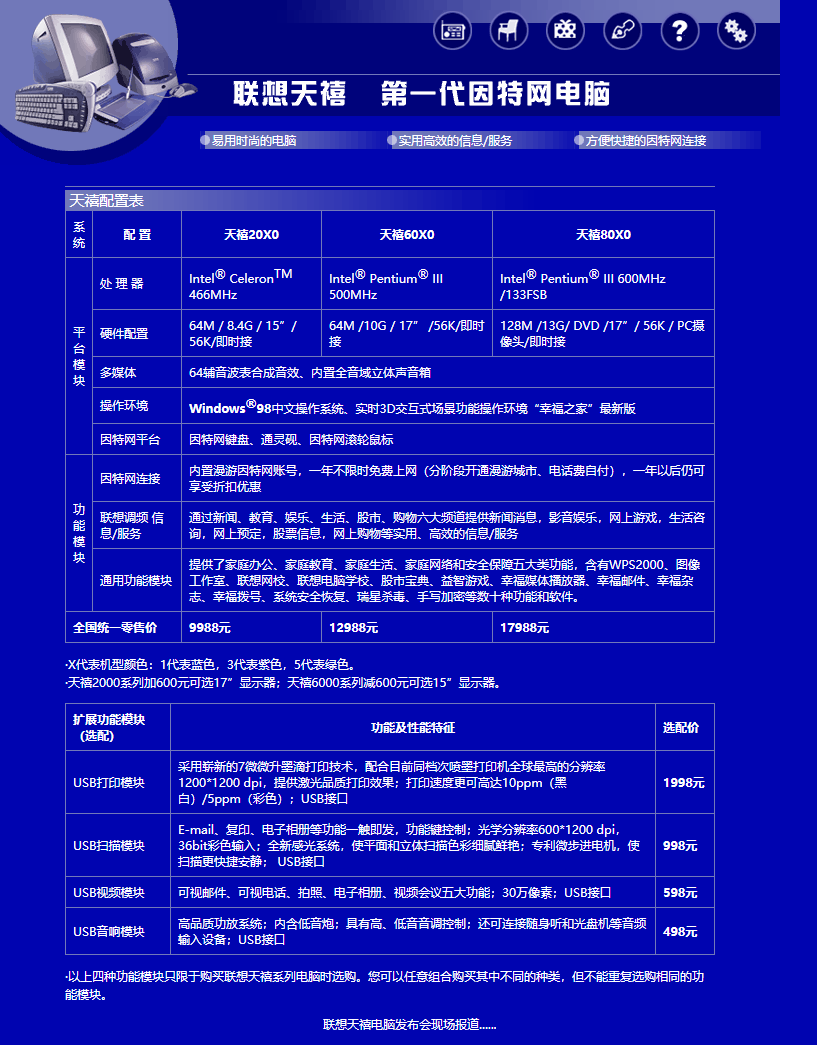 联想天禧 第一代因特网电脑
易用时尚的电脑 实用高效的信息/服务 方便快捷的因特网连接
天禧配置表
系统 配 置 天禧20X0 天禧60X0 天禧80X0
平台模块
处 理 器
Intel® Celeron™
466MHz
Intel® Pentium® III
500MHz
Intel® Pentium® III 600MHz
/133FSB
硬件配置
64M / 8.4G / 15″ /
56K/即时接
64M /10G / 17″ /56K/即时
接
128M /13G/ DVD /17″ / 56K / PC摄
像头/即时接
多媒体
64辅音波表合成音效、内置全音域立体声音箱
操作环境
Windows®98中文操作系统、实时3D交互式场景功能操作环境“幸福之家”最新版
因特网平台
因特网键盘、通灵砚、因特网滚轮鼠标
功能模块
因特网连接
内置漫游因特网账号，一年不限时免费上网（分阶段开通漫游城市、电话费自付），一年以后仍可
享受折扣优惠
联想调频 信
息/服务
通过新闻、教育、娱乐、生活、股市、购物六大频道提供新闻消息，影音娱乐，网上游戏，生活咨
询，网上预定，股票信息，网上购物等实用、高效的信息/服务
通用功能模块
提供了家庭办公、家庭教育、家庭生活、家庭网络和安全保障五大类功能，含有WPS2000、图像
工作室、联想网校、联想电脑学校、股市宝典、益智游戏、幸福媒体播放器、幸福邮件、幸福杂
志、幸福拨号、系统安全恢复、瑞星杀毒、手写加密等数十种功能和软件。
全国统一零售价 9988元 12988元 17988元
·X代表机型颜色：1代表蓝色，3代表紫色，5代表绿色。
·天禧2000系列加600元可选17″ 显示器；天禧6000系列减600元可选15″ 显示器。
扩展功能模块
（选配）
功能及性能特征
选配价
USB打印模块
采用崭新的7微微升墨滴打印技术，配合目前同档次喷墨打印机全球最高的分辨率
1200*1200 dpi，提供激光品质打印效果；打印速度更可高达10ppm（黑
白）/5ppm（彩色）；USB接口
1998元
USB扫描模块
E-mail、复印、电子相册等功能一触即发，功能键控制；光学分辨率600*1200 dpi，
36bit彩色输入；全新感光系统，使平面和立体扫描色彩细腻鲜艳；专利微步进电机，使
扫描更快捷安静； USB接口
998元
USB视频模块
可视邮件、可视电话、拍照、电子相册、视频会议五大功能；30万像素；USB接口
598元
USB音响模块
高品质功放系统；内含低音炮；具有高、低音音调控制；还可连接随身听和光盘机等音频
输入设备；USB接口
498元
·以上四种功能模块只限于购买联想天禧系列电脑时选购。您可以任意组合购买其中不同的种类，但不能重复选购相同的功
能模块。
联想天禧电脑发布会现场报道......